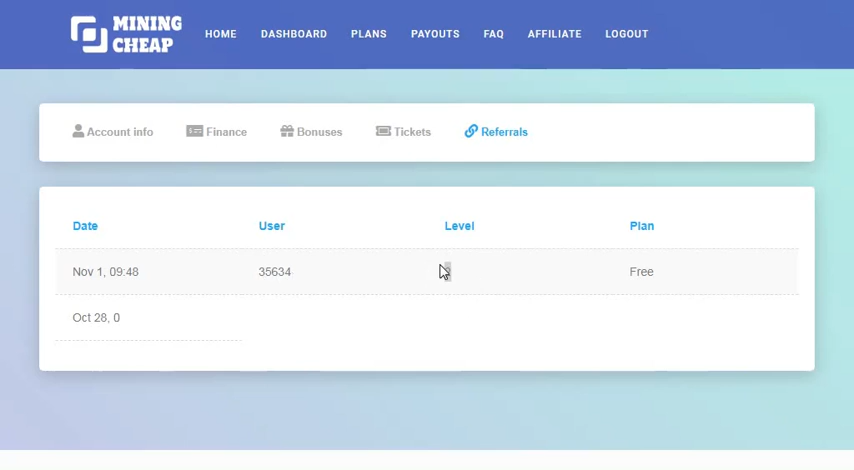 MINING
CHEAP
HOME DASHBOARD PLANS PAYOUTS FAQ AFFILIATE LOGOUT
Account info Finance Bonuses Tickets Referrals
Date User Level Plan
Nov 1, 09:48 35634 Free
Oct 28, 0